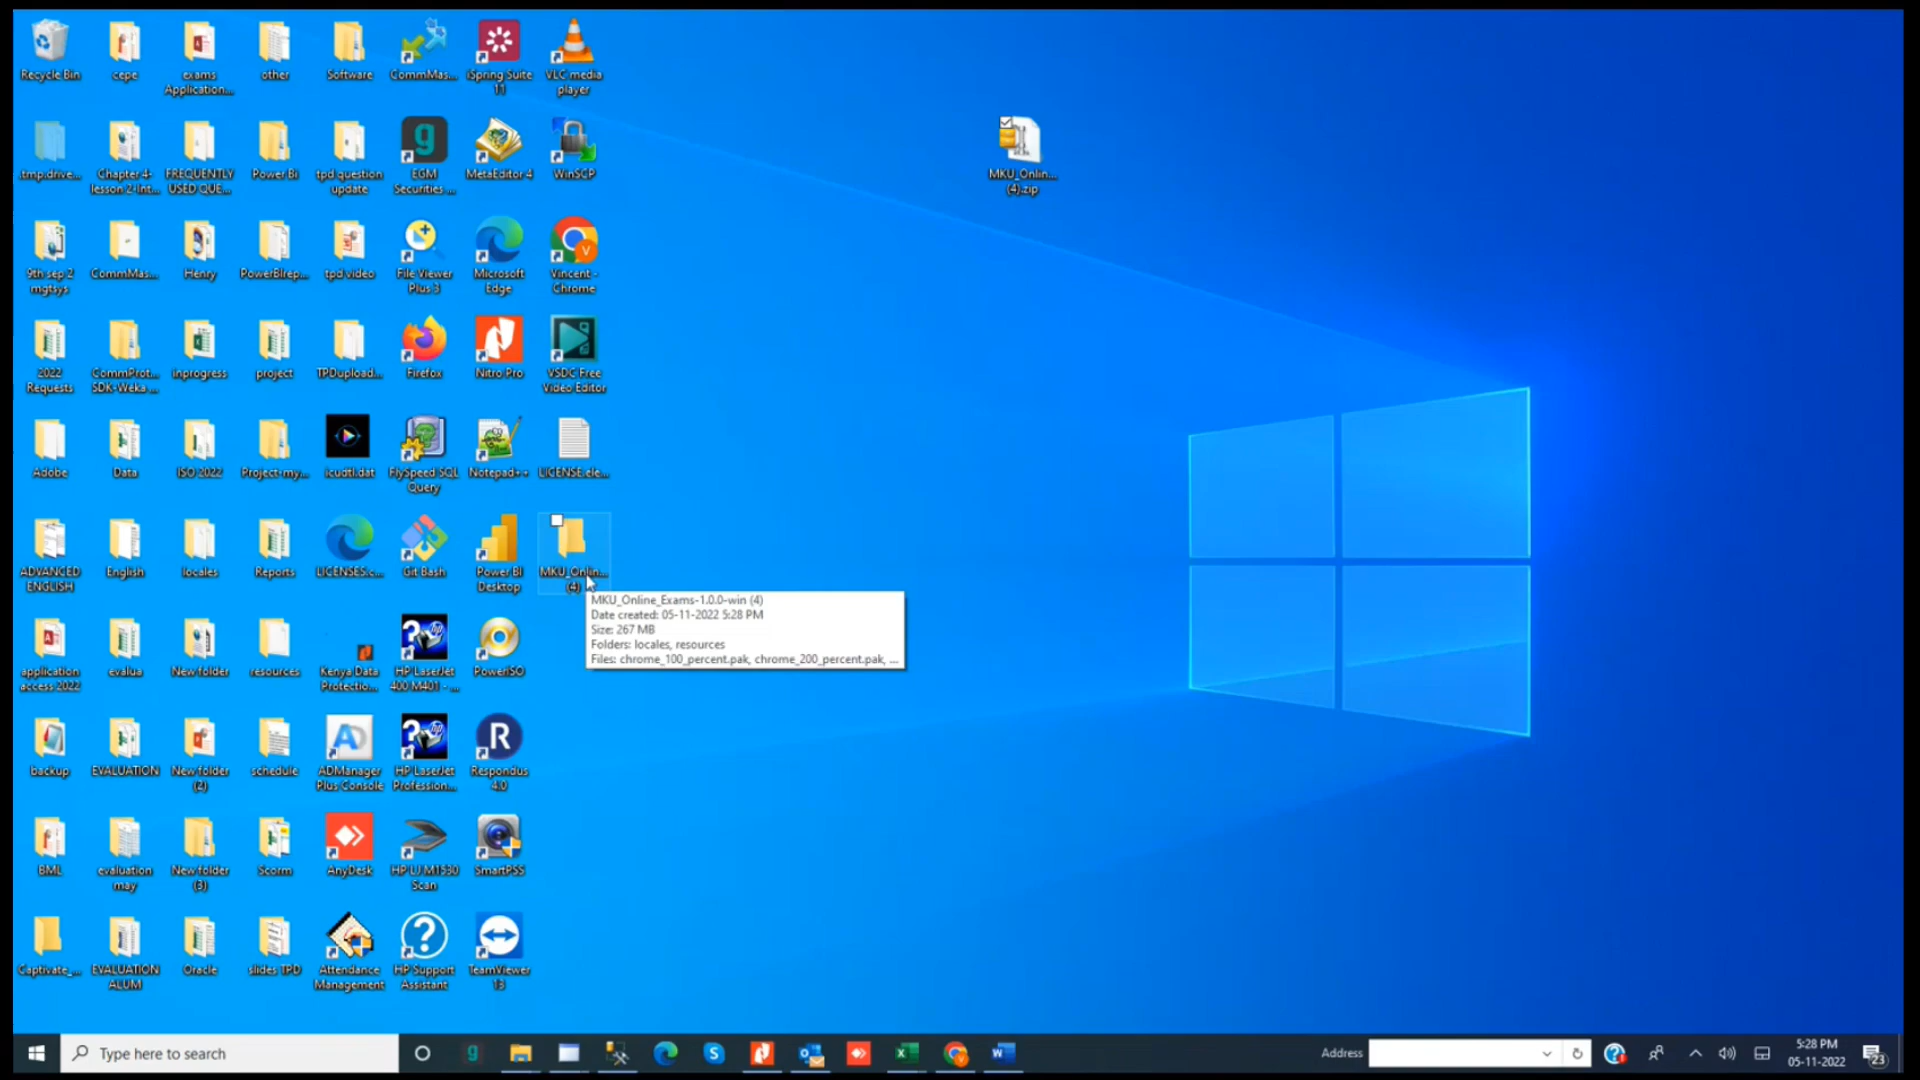 Recycle Bin
cepe
exams
Application...
other
Software
CommMas...
iSpring Suite
11
VLC media
player
.tmp.drive...
Chapter 4-
lesson 2-Int...
FREQUENTLY
USED QUE...
Power BI
tpd question
update
EGM
Securities ...
MetaEditor 4
WinSCP
MKU_Onlin...
(4).zip
9th sep 2
mgtsys
CommMas...
Henry
PowerBIrep...
tpd video
File Viewer
Plus 3
Microsoft
Edge
Vincent -
Chrome
2022
Requests
CommProt...
SDK-Weka ...
inprogress
project
TPDupload...
Firefox
Nitro Pro
VSDC Free
Video Editor
Adobe
Data
ISO 2022
Project-my...
icudtl.dat
FlySpeed SQL
Query
Notepad++
LICENSE.ele...
ADVANCED
ENGLISH
English
locales
Reports
LICENSES.c...
Git Bash
Power BI
Desktop
MKU_Onlin...
(4)
MKU_Online_Exams-1.0.0-win (4)
Date created: 05-11-2022 5:28 PM
Size: 267 MB
Folders: locales, resources
Files: chrome_100_percent.pak, chrome_200_percent.pak, ...
application
access 2022
evalua
New folder
resources
Kenya Data
Protectio...
HP LaserJet
400 M401 - ...
PowerISO
backup
EVALUATION
New folder
(2)
schedule
ADManager
Plus Console
HP LaserJet
Profession...
Respondus
4.0
BML
evaluation
may
New folder
(3)
Scorm
AnyDesk
HP LJ M1530
Scan
SmartPSS
Captivate_...
EVALUATION
ALUM
Oracle
slides TPD
Attendance
Management
HP Support
Assistant
TeamViewer
13
Type here to search
Address
5:28 PM
05-11-2022
23